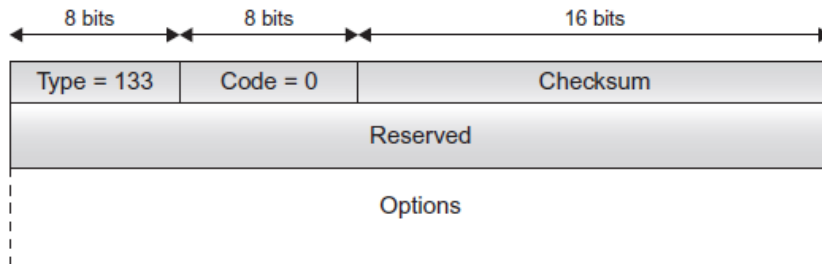 8 bits 8 bits 16 bits
Type = 133 Code = 0 Checksum
Reserved
Options